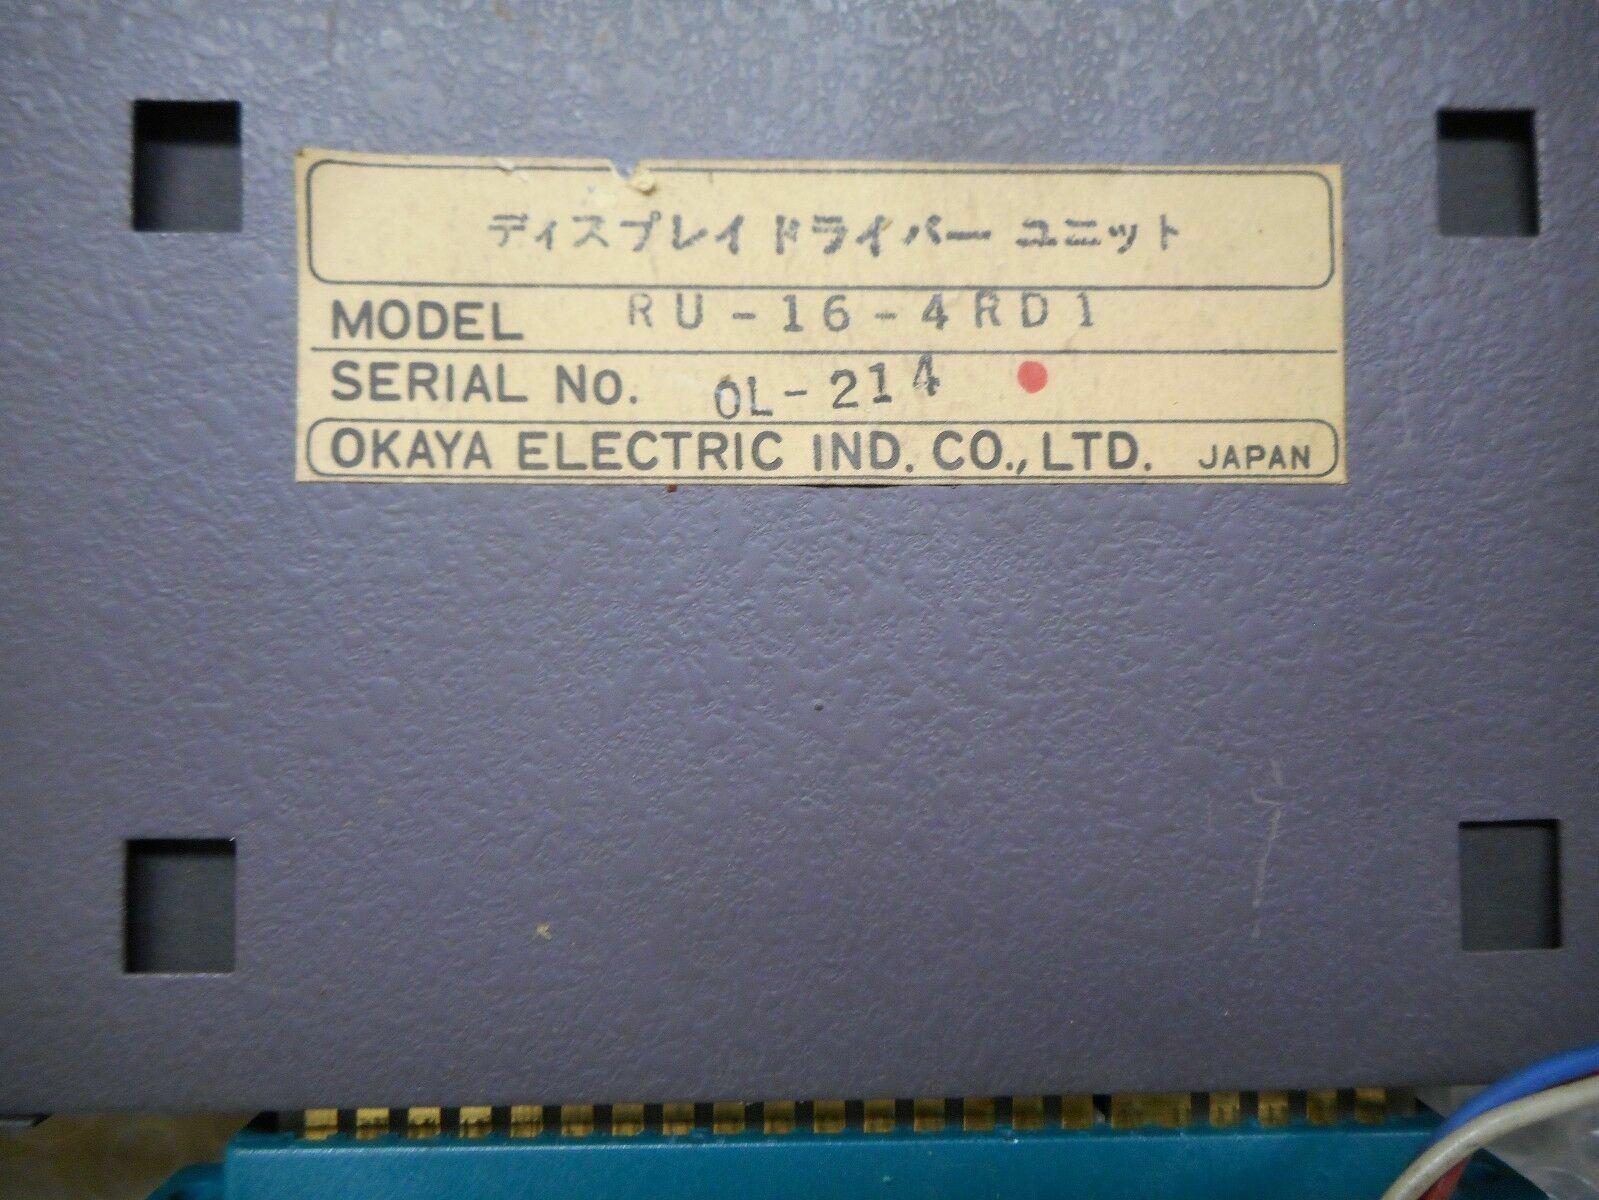 ディスプレイドライバーユニット
MODEL RU-16-4RD1
SERIAL NO. OL-214
OKAYA ELECTRIC IND. CO., LTD. JAPAN